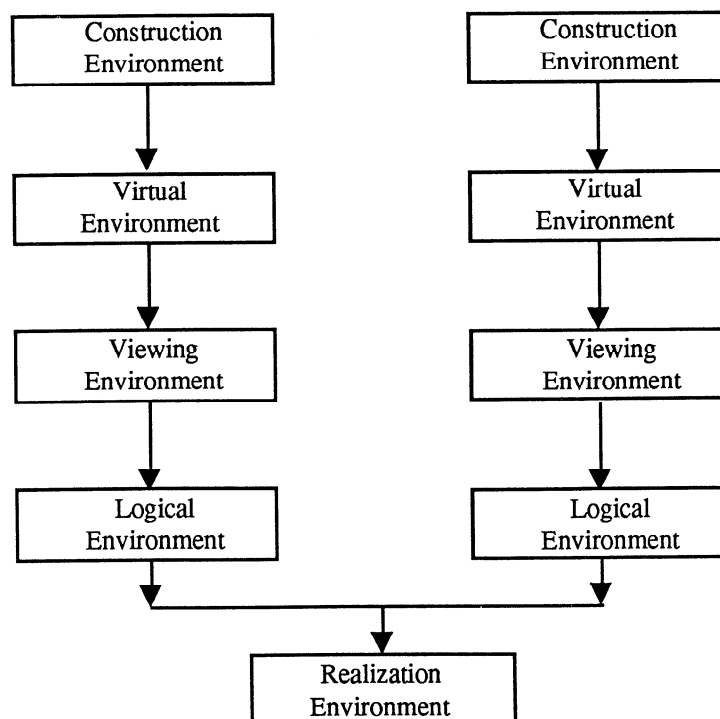 Construction
Environment
Construction
Environment
Virtual
Environment
Virtual
Environment
Viewing
Environment
Viewing
Environment
Logical
Environment
Logical
Environment
Realization
Environment